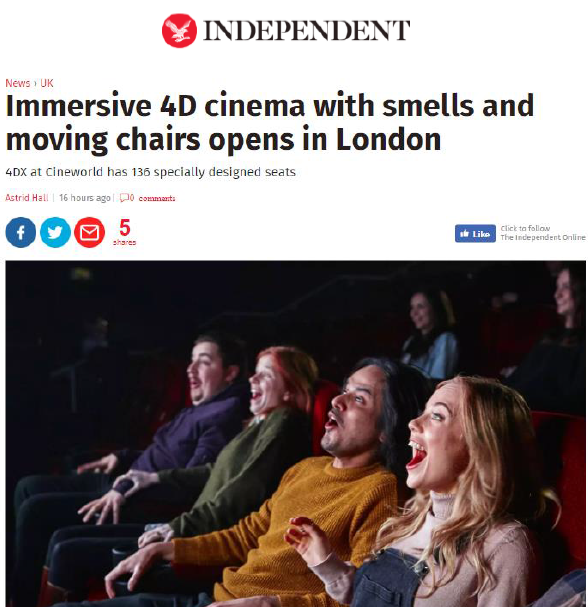 INDEPENDENT
News › UK
Immersive 4D cinema with smells and
moving chairs opens in London
4DX at Cineworld has 136 specially designed seats
Astrid Hall | 16 hours ago | 0 comments
5
shares
Like
Click to follow
The Independent Online